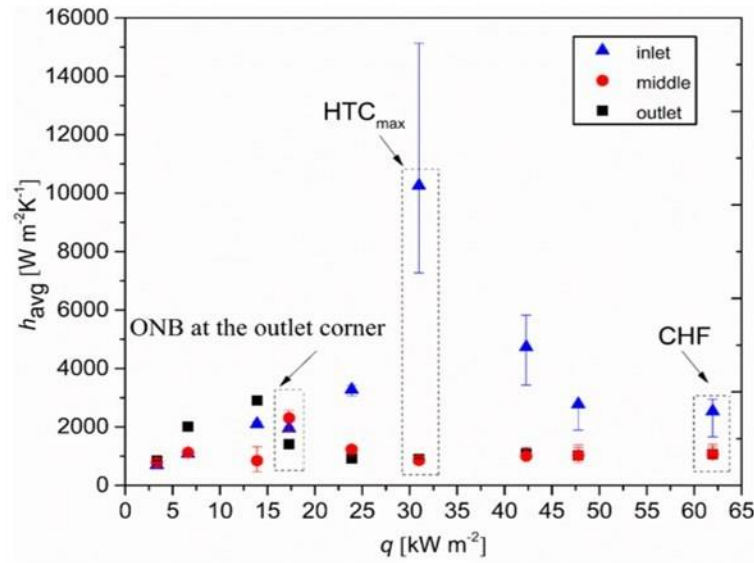 16000
14000
12000
10000
8000
6000
4000
2000
0
h_avg [W m⁻²K⁻¹]
inlet
middle
outlet
HTC_max
ONB at the outlet corner
CHF
0 5 10 15 20 25 30 35 40 45 50 55 60 65
q [kW m⁻²]